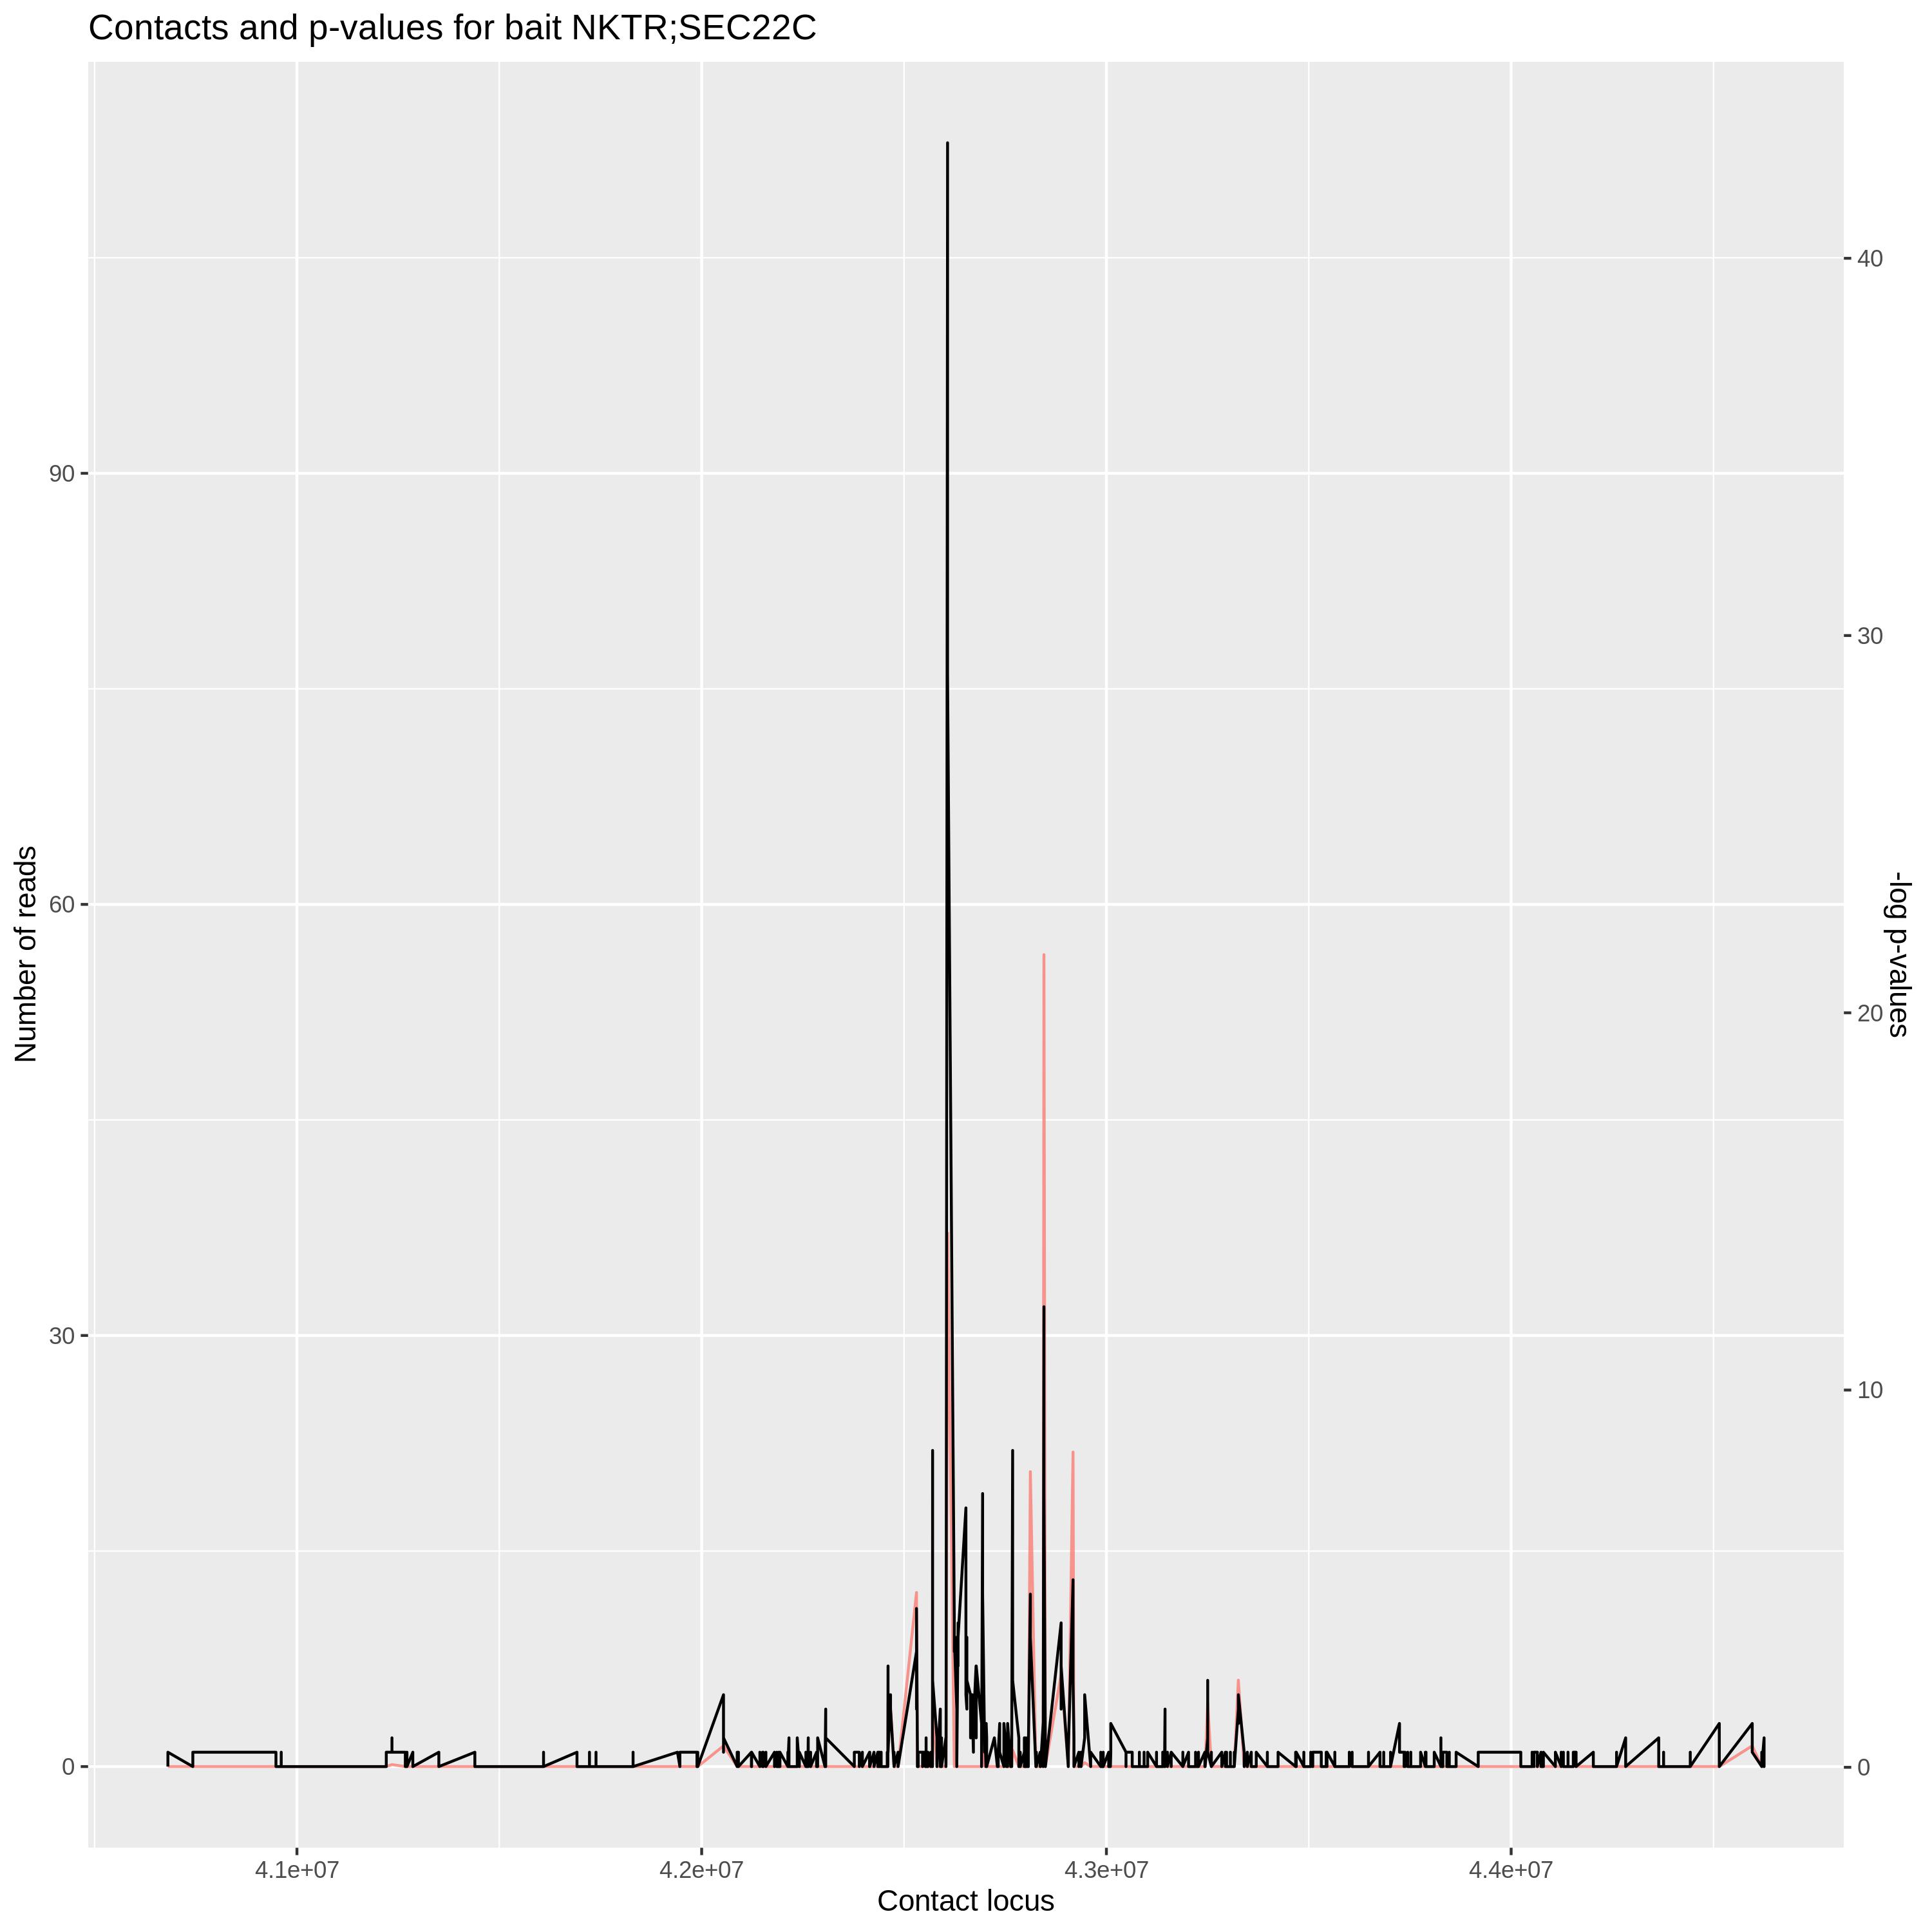 Contacts and p-values for bait NKTR;SEC22C
Number of reads
90
60
30
0
40
30
20
10
0
-log p-values
4.1e+07
4.2e+07
4.3e+07
4.4e+07
Contact locus